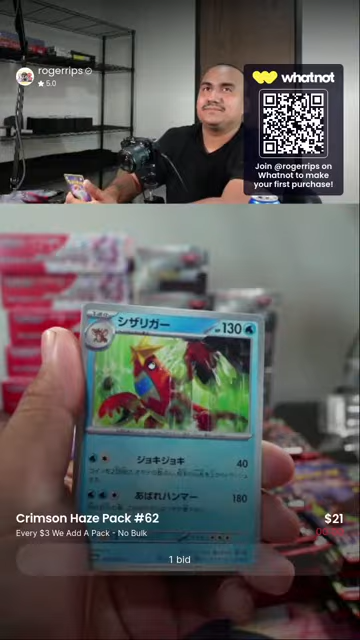 rogerrips
5.0
whatnot
Join @rogerrips on
Whatnot to make
your first purchase!
シザリガー
130
ジョキジョキ
40
あばれハンマー
180
Crimson Haze Pack #62
$21
Every $3 We Add A Pack - No Bulk
1 bid